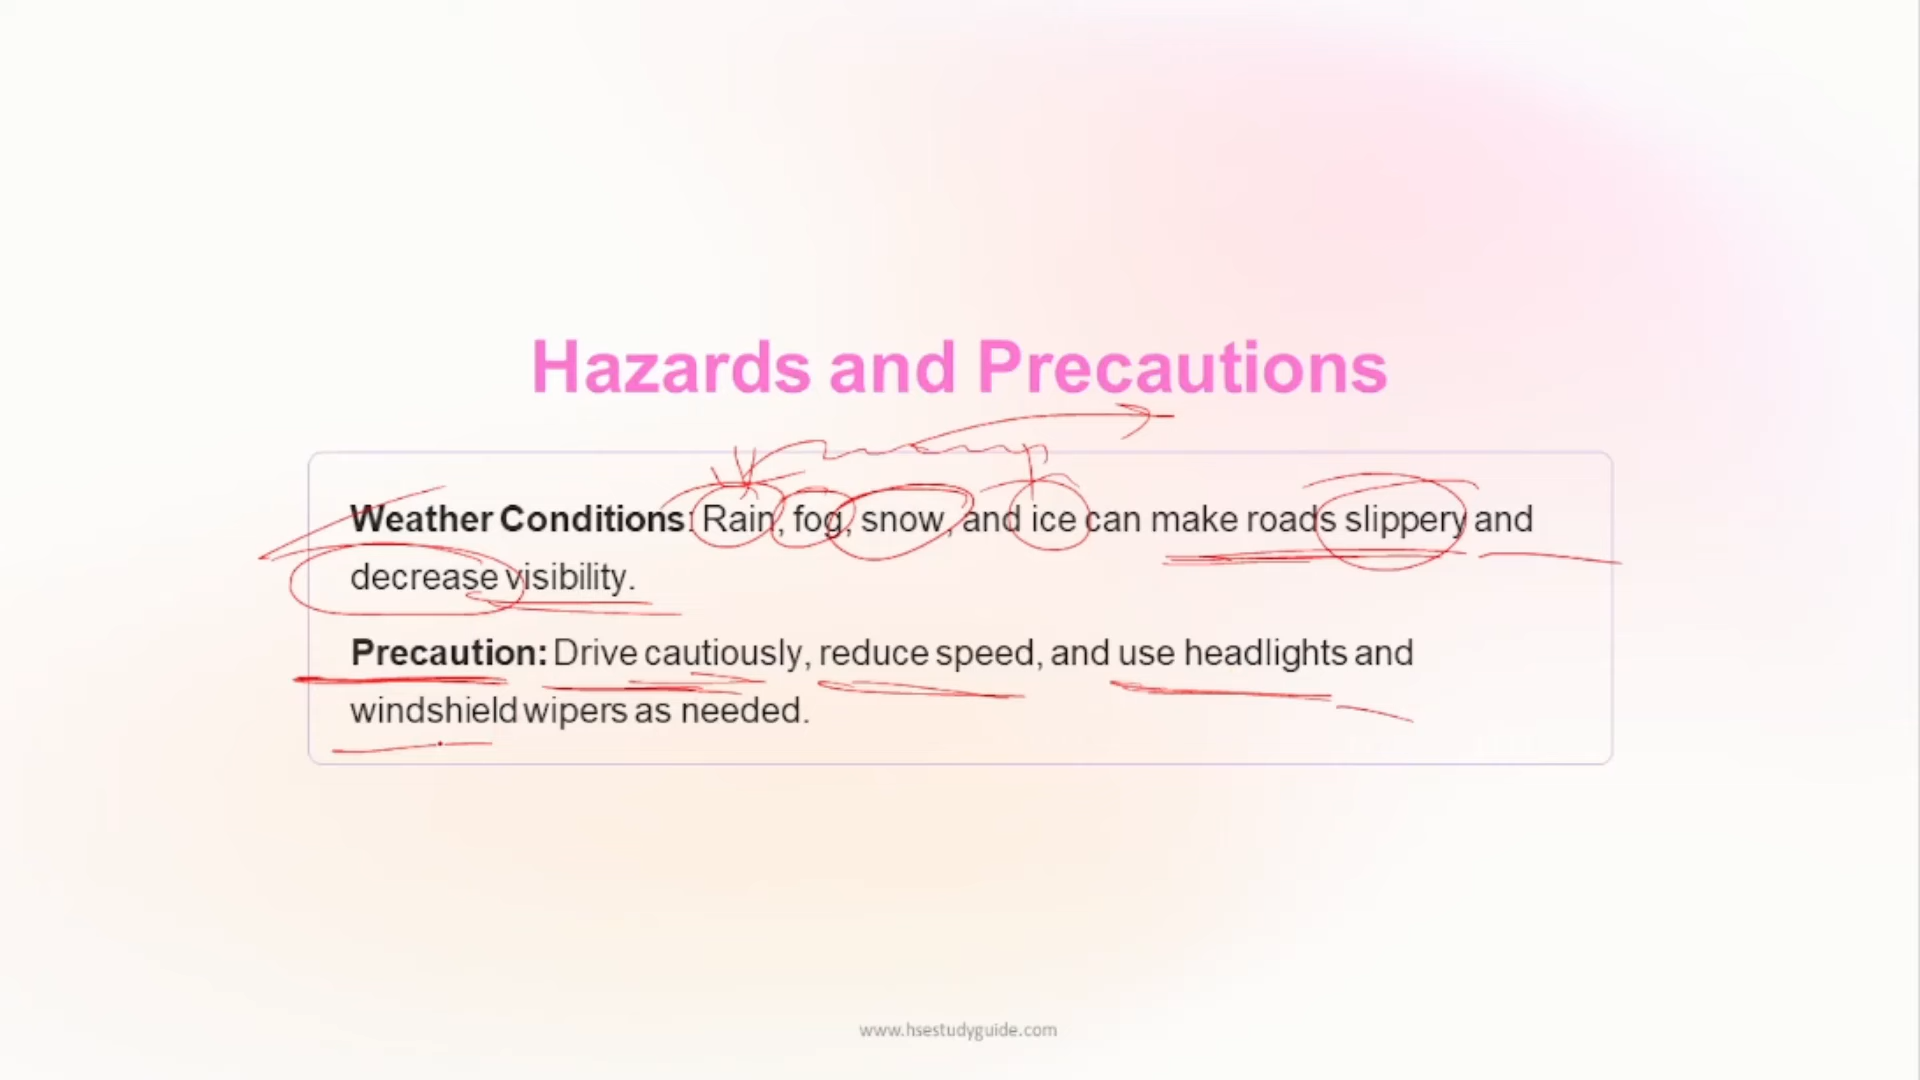 Hazards and Precautions
Weather Conditions: Rain, fog, snow, and ice can make roads slippery and
decrease visibility.
Precaution: Drive cautiously, reduce speed, and use headlights and
windshield wipers as needed.
www.hsestudyguide.com